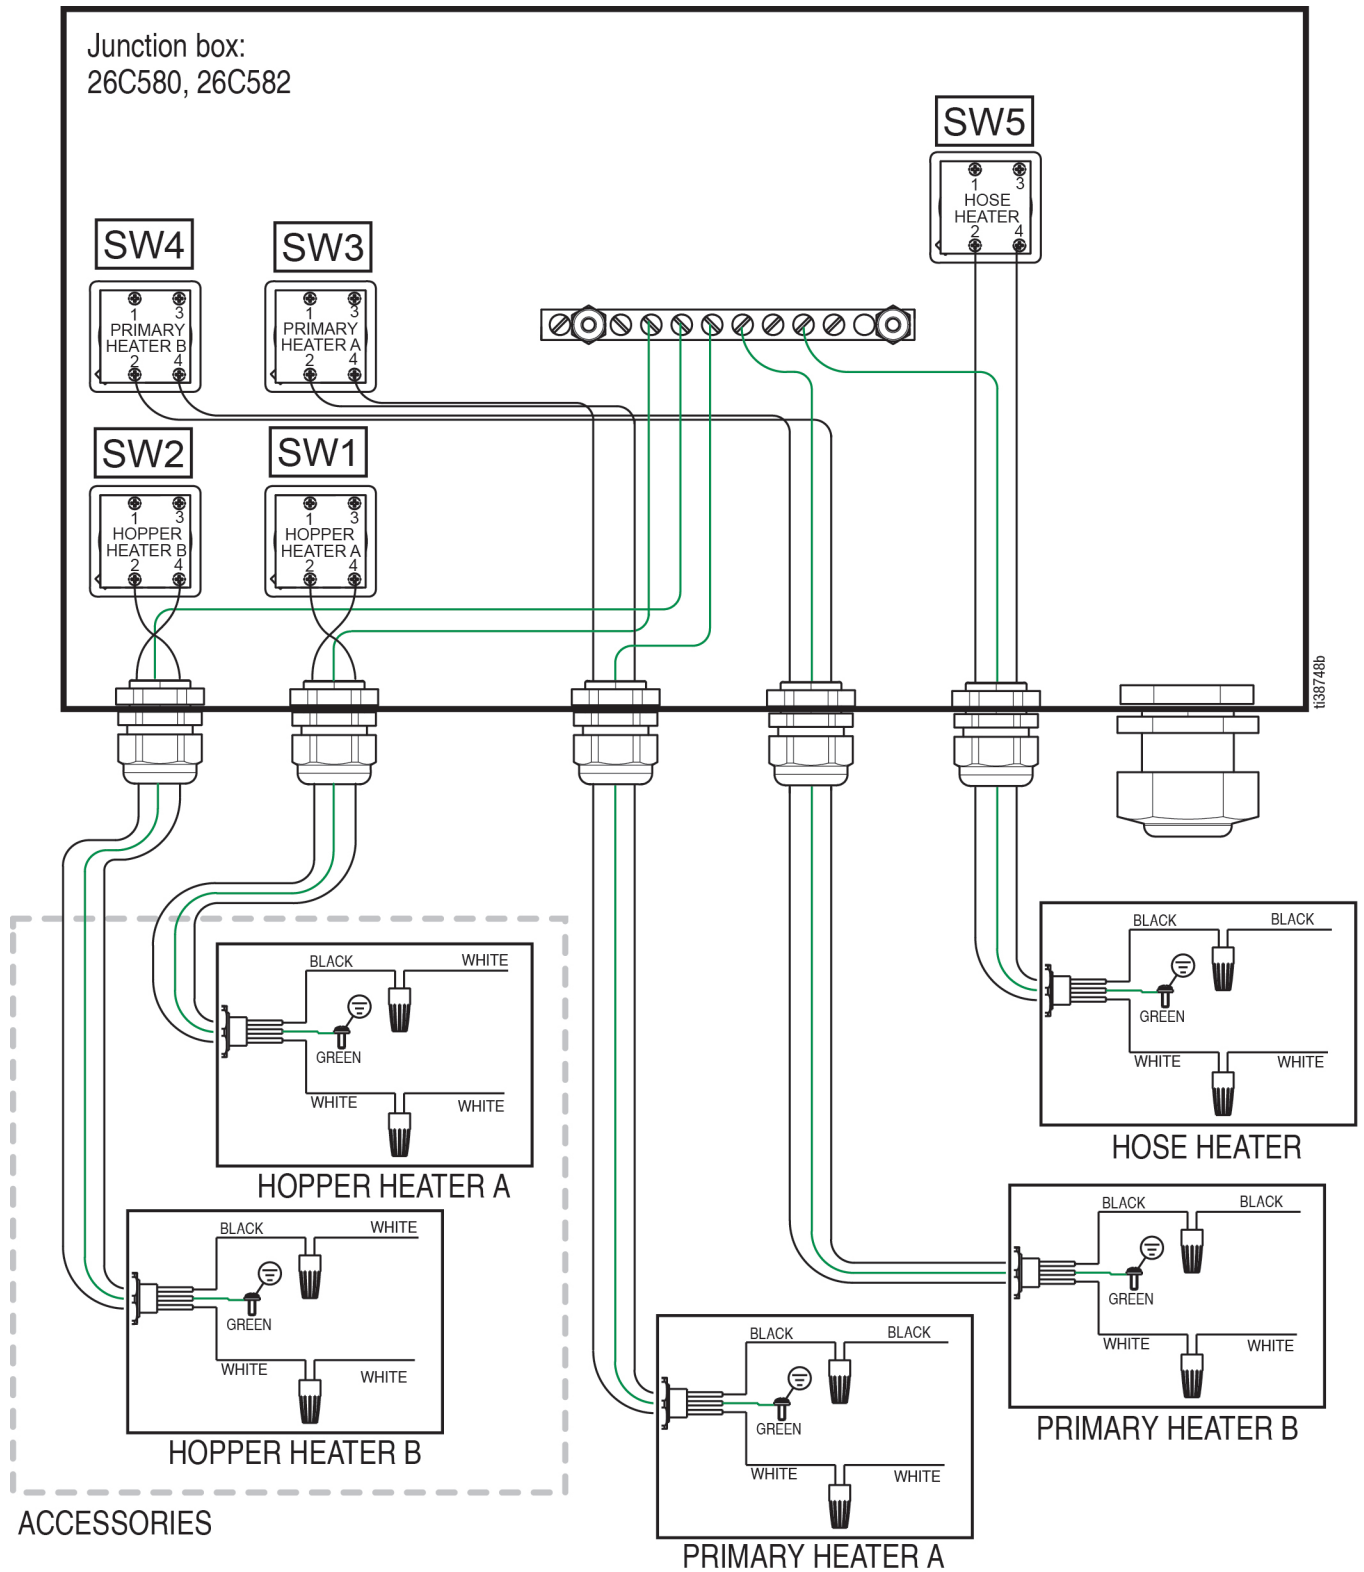 Junction box:
26C580, 26C582
SW5
1 3
HOSE
HEATER
2 4
SW4
1 3
PRIMARY
HEATER B
2 4
SW3
1 3
PRIMARY
HEATER A
2 4
SW2
1 3
HOPPER
HEATER B
2 4
SW1
1 3
HOPPER
HEATER A
2 4
ti38748b
BLACK BLACK
GREEN
WHITE WHITE
HOSE HEATER
BLACK WHITE
GREEN
WHITE WHITE
HOPPER HEATER A
BLACK WHITE
GREEN
WHITE WHITE
HOPPER HEATER B
ACCESSORIES
BLACK BLACK
GREEN
WHITE WHITE
PRIMARY HEATER B
BLACK BLACK
GREEN
WHITE WHITE
PRIMARY HEATER A